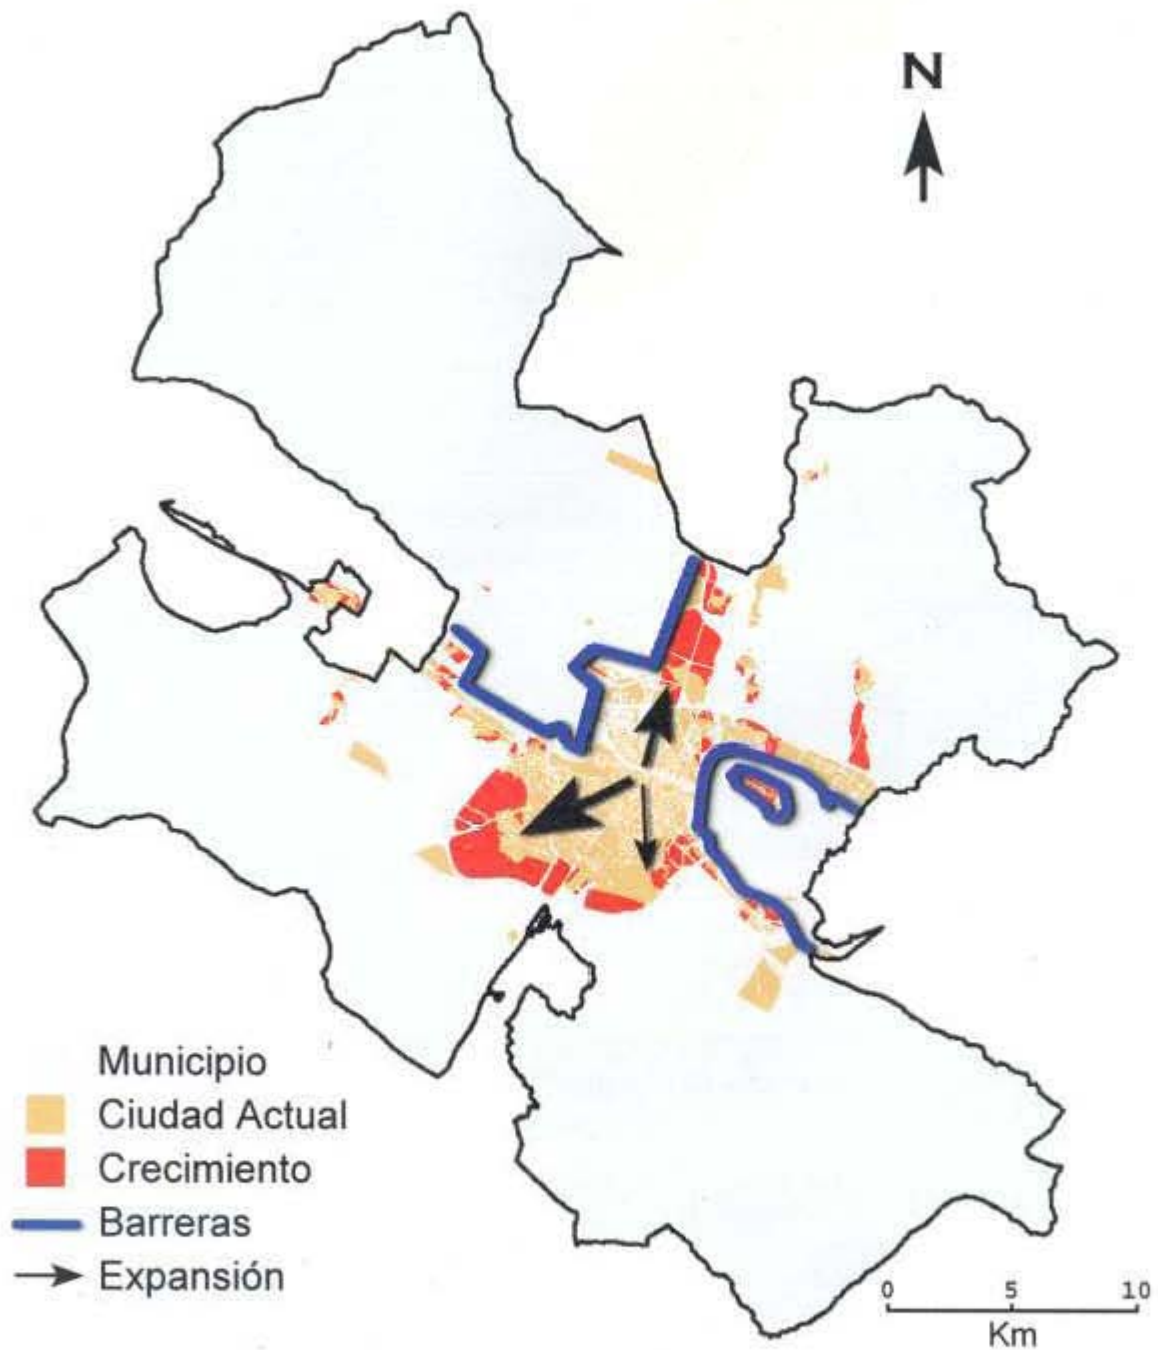 N
Municipio
Ciudad Actual
Crecimiento
Barreras
Expansión
0 5 10
Km